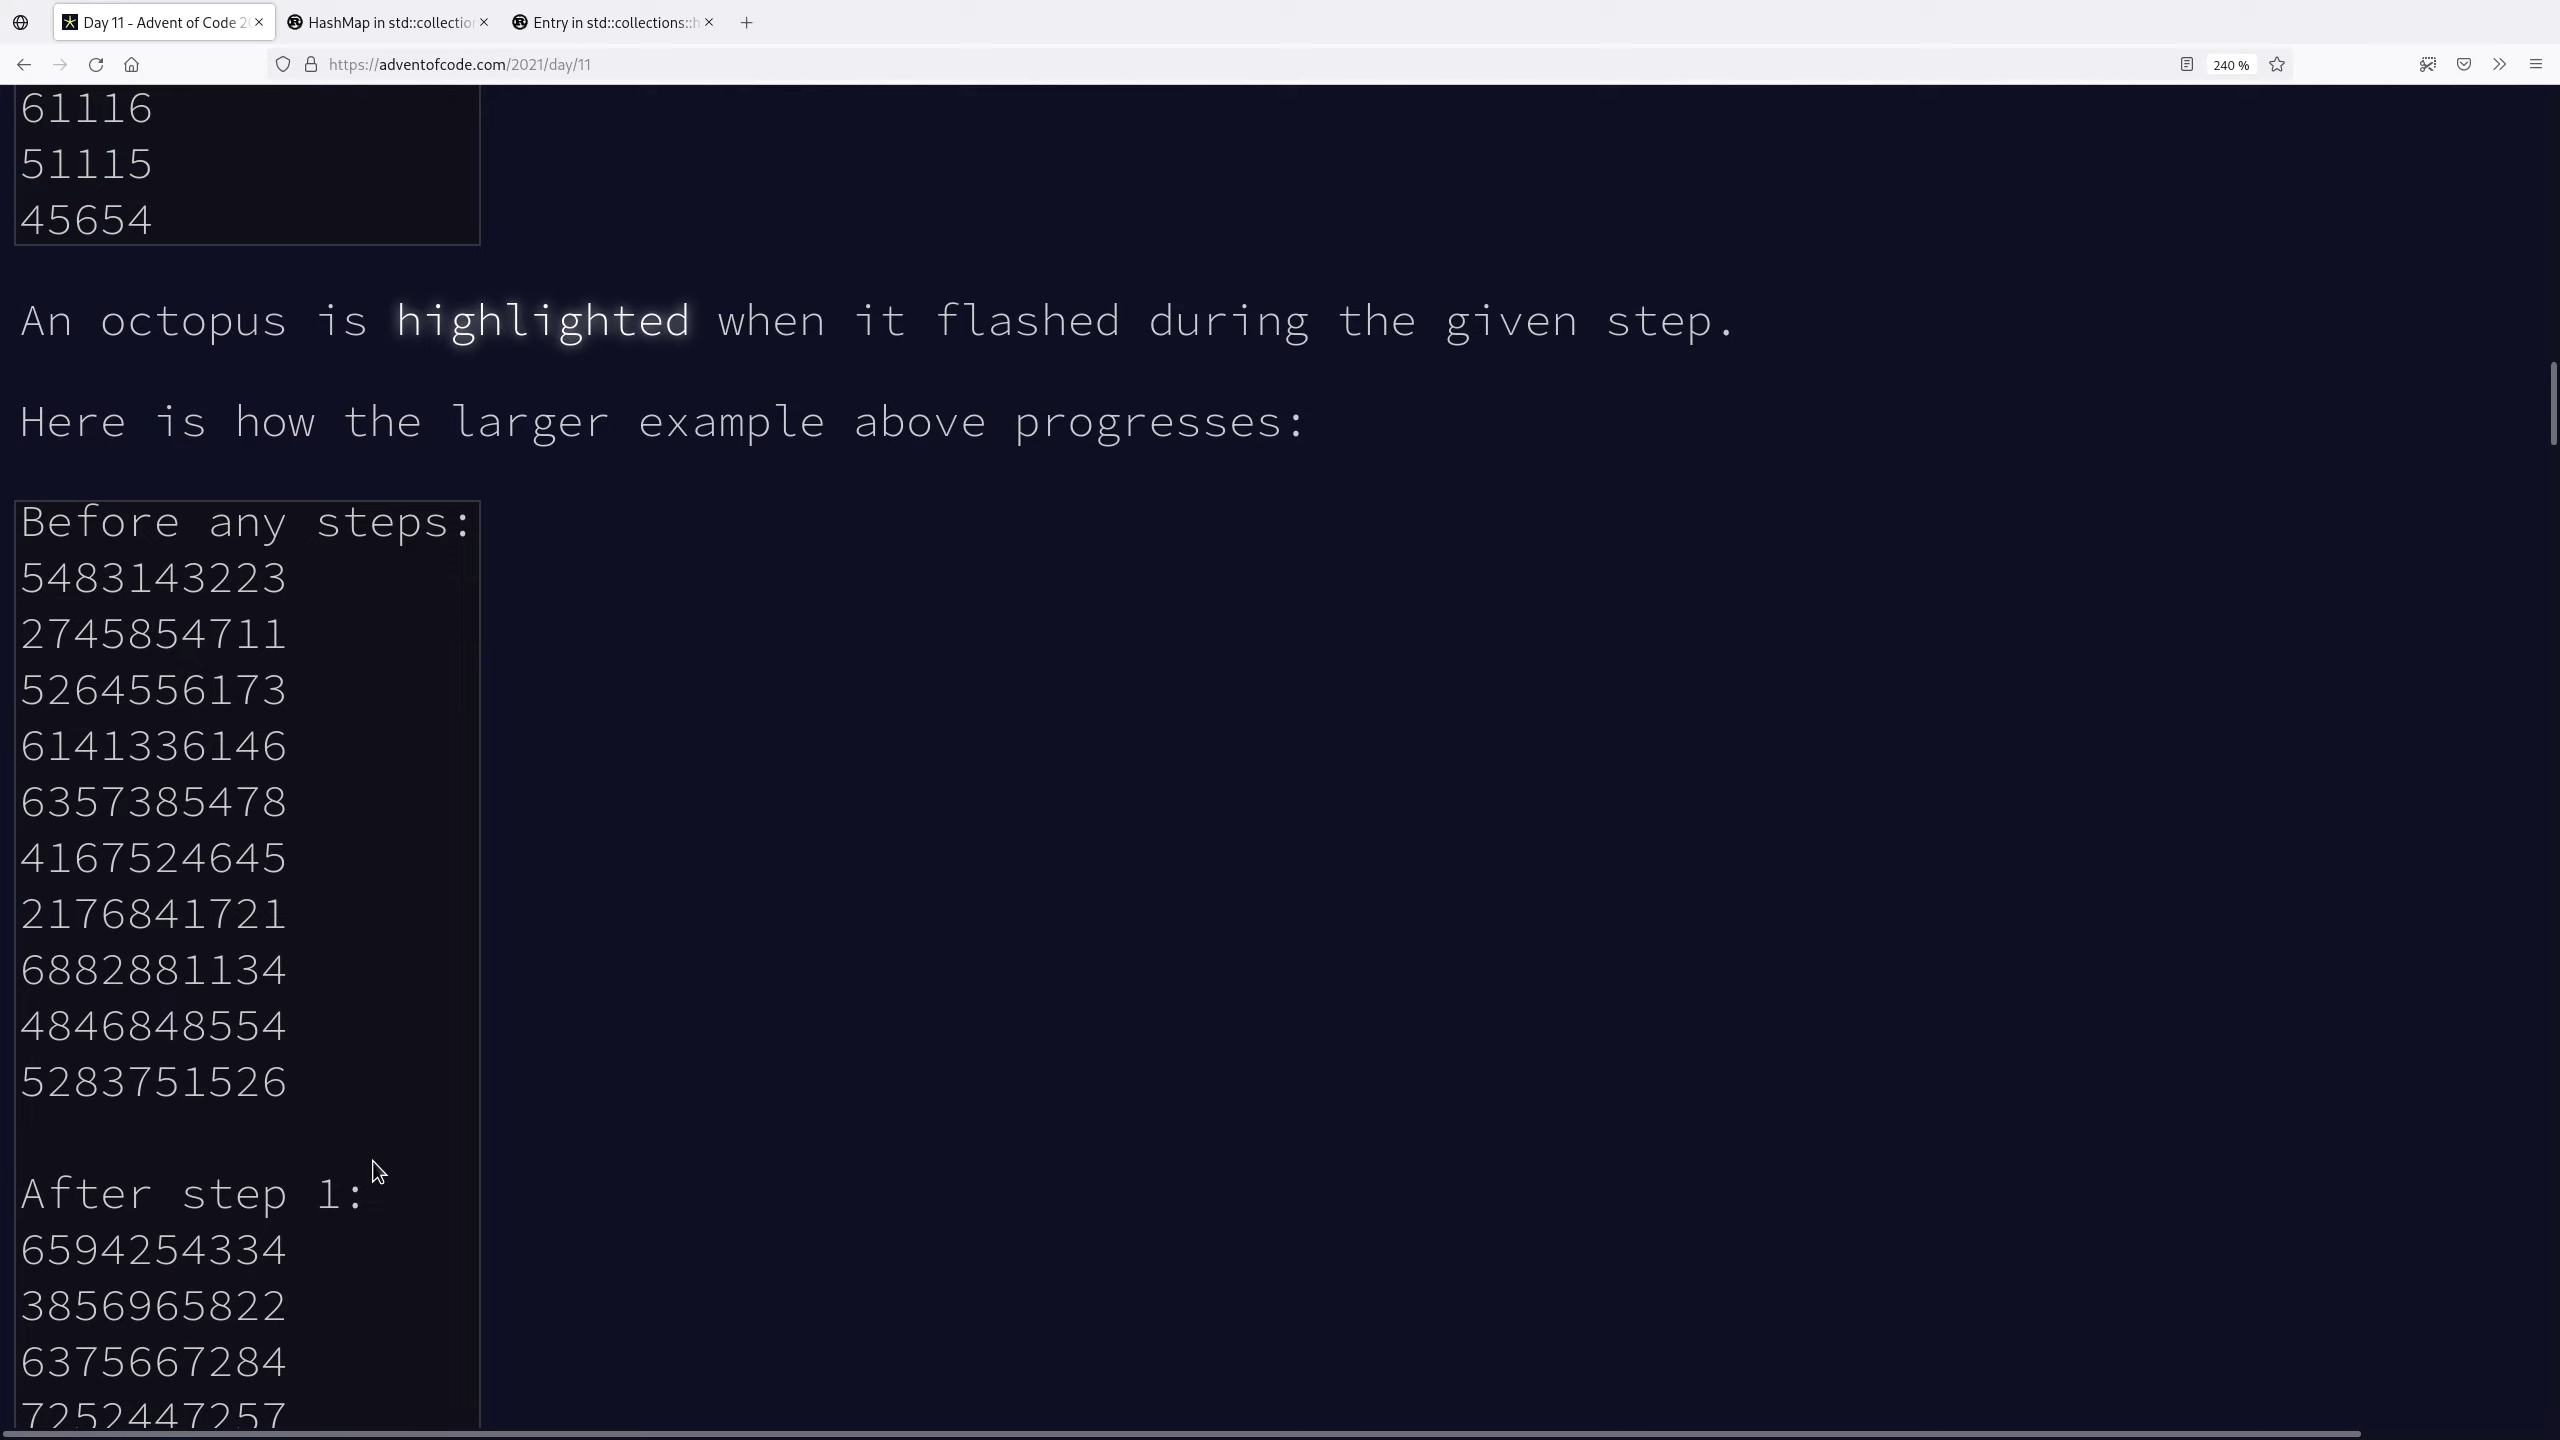 Day 11 - Advent of Code 20
HashMap in std::collection
Entry in std::collections::h
https://adventofcode.com/2021/day/11
240 %
61116
51115
45654
An octopus is highlighted when it flashed during the given step.
Here is how the larger example above progresses:
Before any steps:
5483143223
2745854711
5264556173
6141336146
6357385478
4167524645
2176841721
6882881134
4846848554
5283751526
After step 1:
6594254334
3856965822
6375667284
7252447257